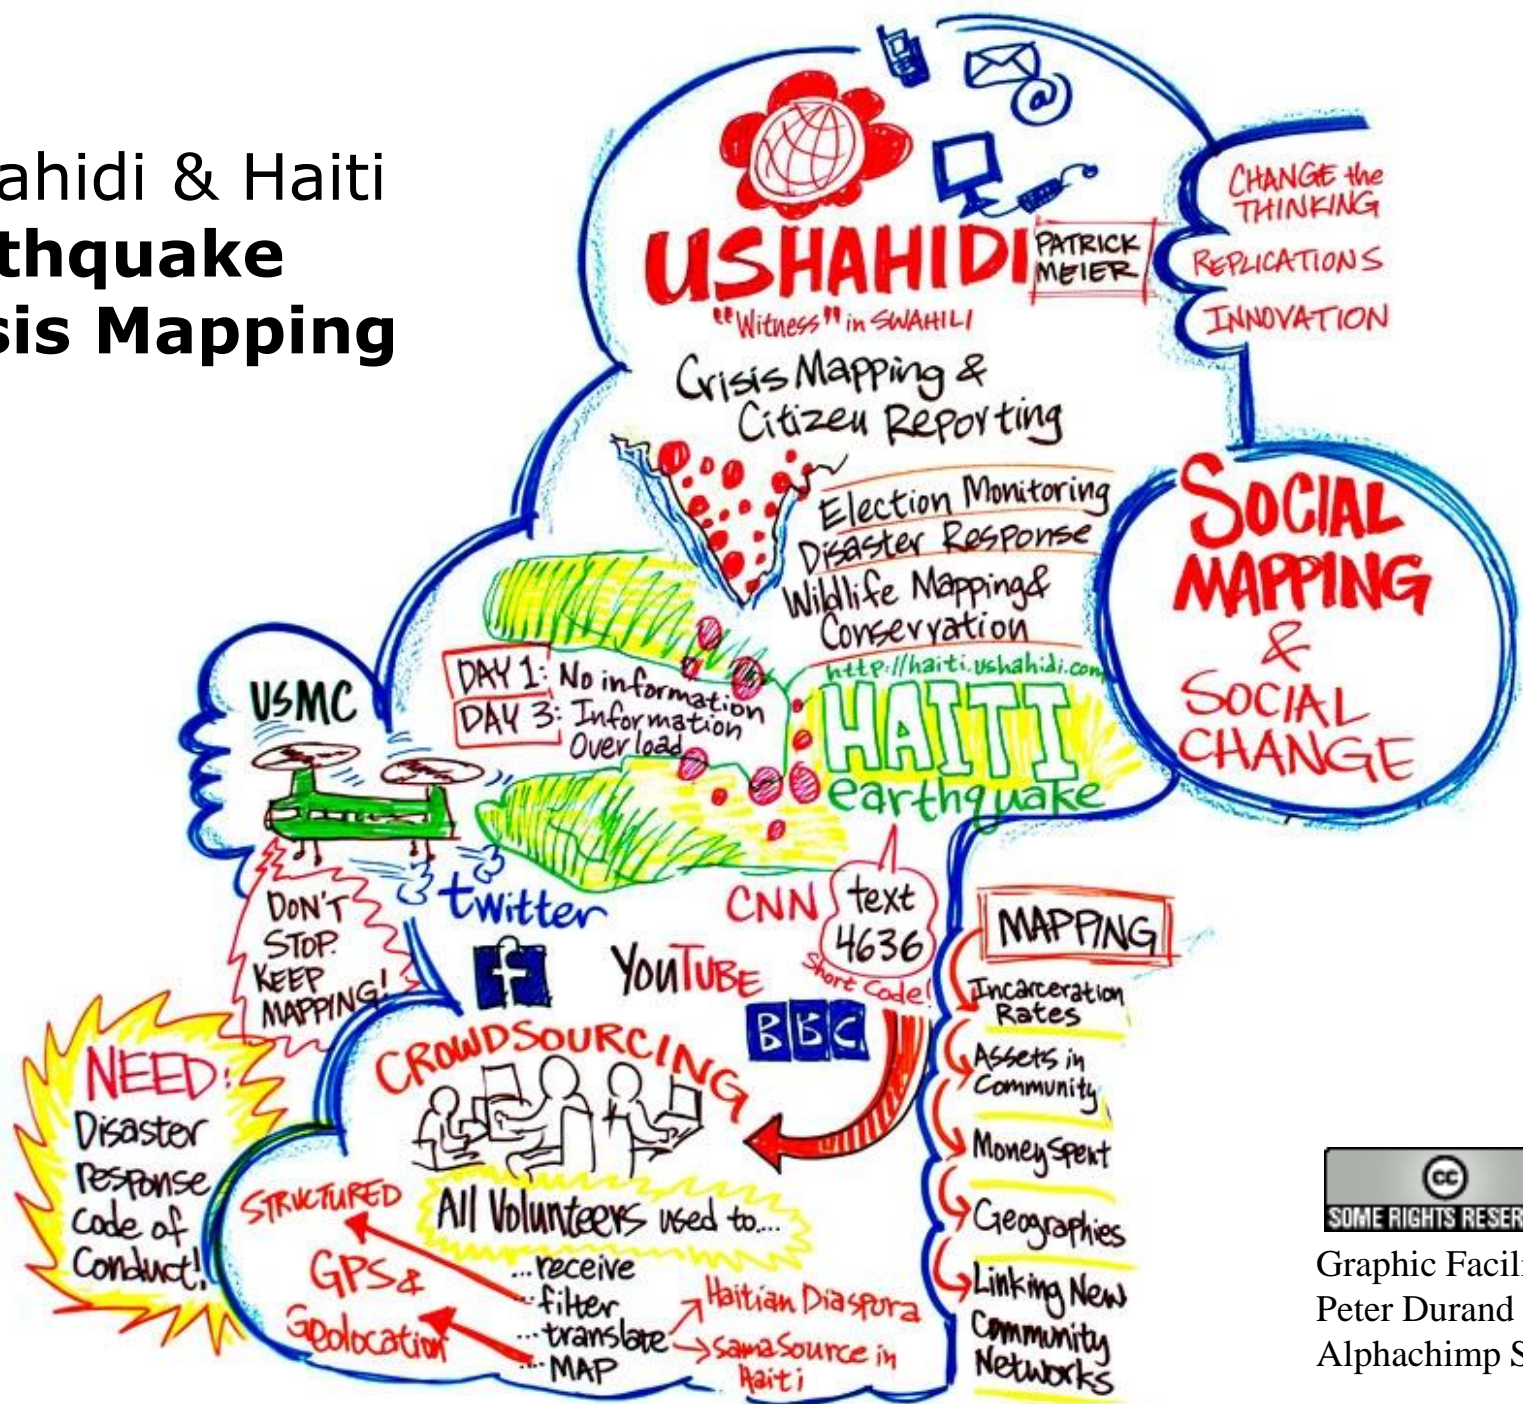 ahidi & Haiti
thquake
sis Mapping
USHAHIDI
PATRICK
MEIER
"Witness" in SWAHILI
Crisis Mapping &
Citizen Reporting
Election Monitoring
Disaster Response
Wildlife Mapping &
Conservation
CHANGE the
THINKING
REPLICATIONS
INNOVATION
SOCIAL
MAPPING
&
SOCIAL
CHANGE
http://haiti.ushahidi.com
HAITI
earthquake
DAY 1: No information
DAY 3: Information
Overload
USMC
DON'T
STOP.
KEEP
MAPPING!
twitter
f
YOUTUBE
CNN
BBC
text
4636
Short Code!
NEED:
Disaster
response
code of
Conduct!
CROWDSOURCING
All Volunteers used to....
...receive
...filter
...translate
...MAP
STRUCTURED
GPS &
Geolocation
Haitian Diaspora
SamaSource in
Haiti
MAPPING
Incarceration
Rates
Assets in
Community
Money Spent
Geographies
Linking New
Community
Networks
cc
SOME RIGHTS RESER
Graphic Facili
Peter Durand
Alphachimp S